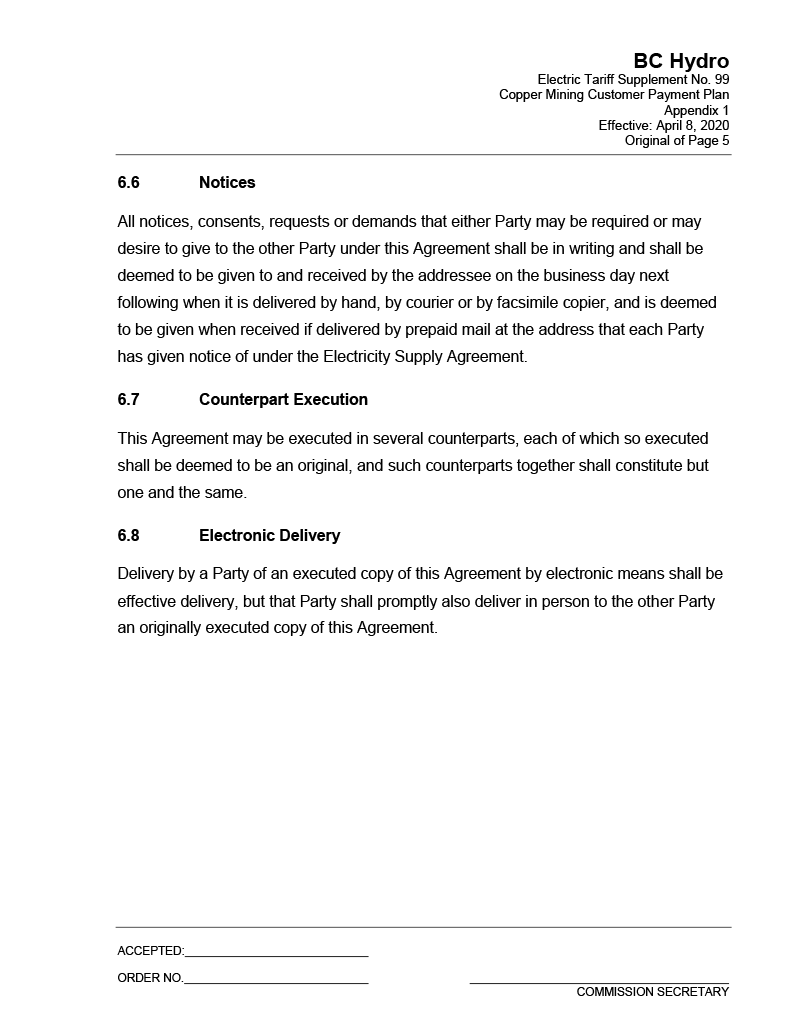 BC Hydro
Electric Tariff Supplement No. 99
Copper Mining Customer Payment Plan
Appendix 1
Effective: April 8, 2020
Original of Page 5
6.6 Notices
All notices, consents, requests or demands that either Party may be required or may
desire to give to the other Party under this Agreement shall be in writing and shall be
deemed to be given to and received by the addressee on the business day next
following when it is delivered by hand, by courier or by facsimile copier, and is deemed
to be given when received if delivered by prepaid mail at the address that each Party
has given notice of under the Electricity Supply Agreement.
6.7 Counterpart Execution
This Agreement may be executed in several counterparts, each of which so executed
shall be deemed to be an original, and such counterparts together shall constitute but
one and the same.
6.8 Electronic Delivery
Delivery by a Party of an executed copy of this Agreement by electronic means shall be
effective delivery, but that Party shall promptly also deliver in person to the other Party
an originally executed copy of this Agreement.
ACCEPTED:
ORDER NO.
COMMISSION SECRETARY